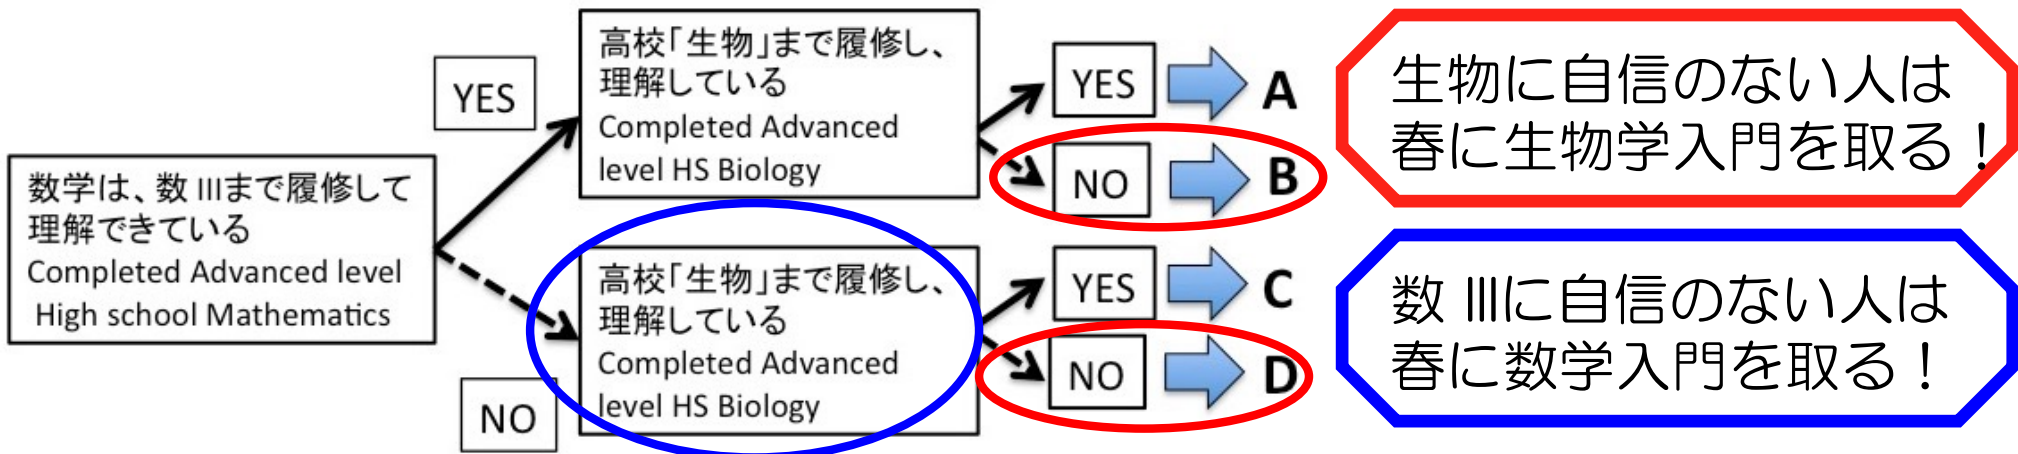 数学は、数 IIIまで履修して
理解できている
Completed Advanced level
High school Mathematics
YES
NO
高校「生物」まで履修し、
理解している
Completed Advanced
level HS Biology
YES
A
NO
B
高校「生物」まで履修し、
理解している
Completed Advanced
level HS Biology
YES
C
NO
D
生物に自信のない人は
春に生物学入門を取る！
数 IIIに自信のない人は
春に数学入門を取る！